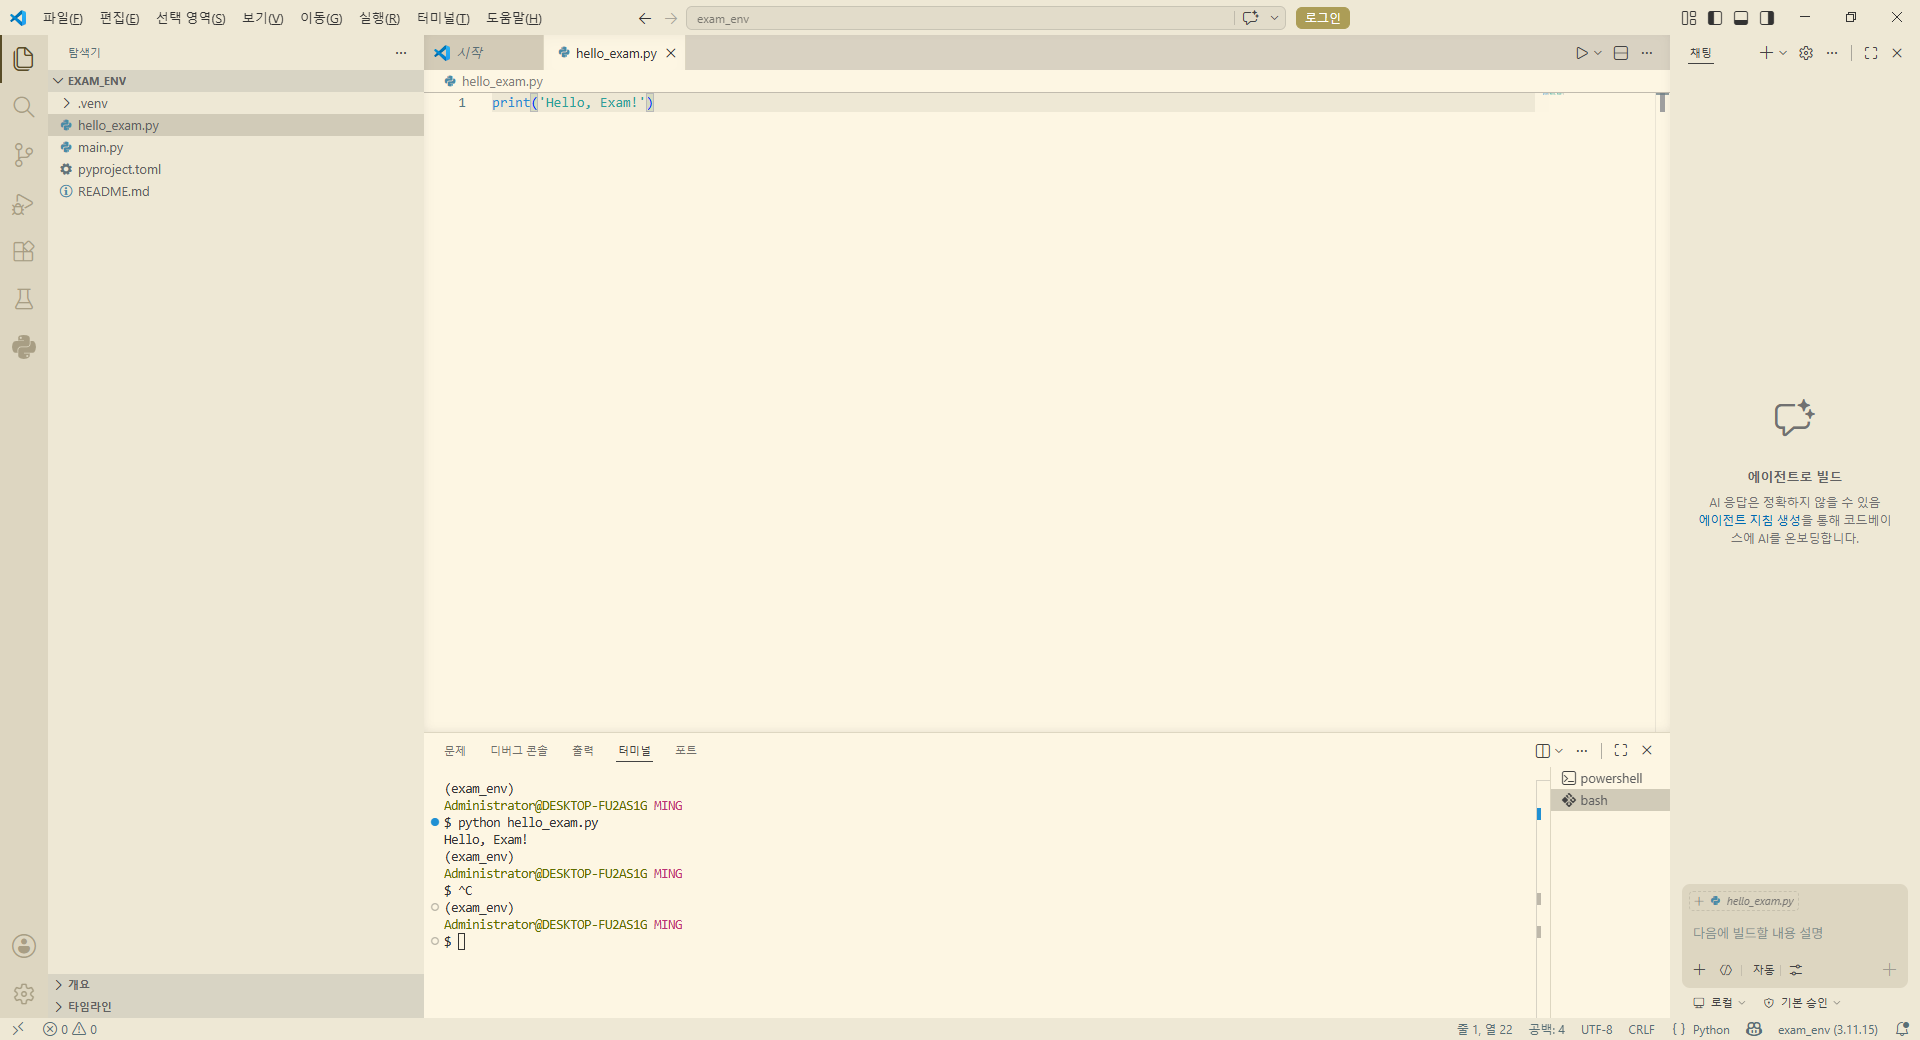 파일(F) 편집(E) 선택 영역(S) 보기(V) 이동(G) 실행(R) 터미널(T) 도움말(H)
exam_env
로그인
탐색기
EXAM_ENV
.venv
hello_exam.py
main.py
pyproject.toml
README.md
개요
타임라인
시작
hello_exam.py
hello_exam.py
1 print('Hello, Exam!')
문제 디버그 콘솔 출력 터미널 포트
(exam_env)
Administrator@DESKTOP-FU2AS1G MING
$ python hello_exam.py
Hello, Exam!
(exam_env)
Administrator@DESKTOP-FU2AS1G MING
$ ^C
(exam_env)
Administrator@DESKTOP-FU2AS1G MING
$
powershell
bash
채팅
에이전트로 빌드
AI 응답은 정확하지 않을 수 있음
에이전트 지침 생성을 통해 코드베이
스에 AI를 온보딩합니다.
hello_exam.py
다음에 빌드할 내용 설명
자동
로컬 기본 승인
0 0
줄 1, 열 22 공백: 4 UTF-8 CRLF { } Python exam_env (3.11.15)